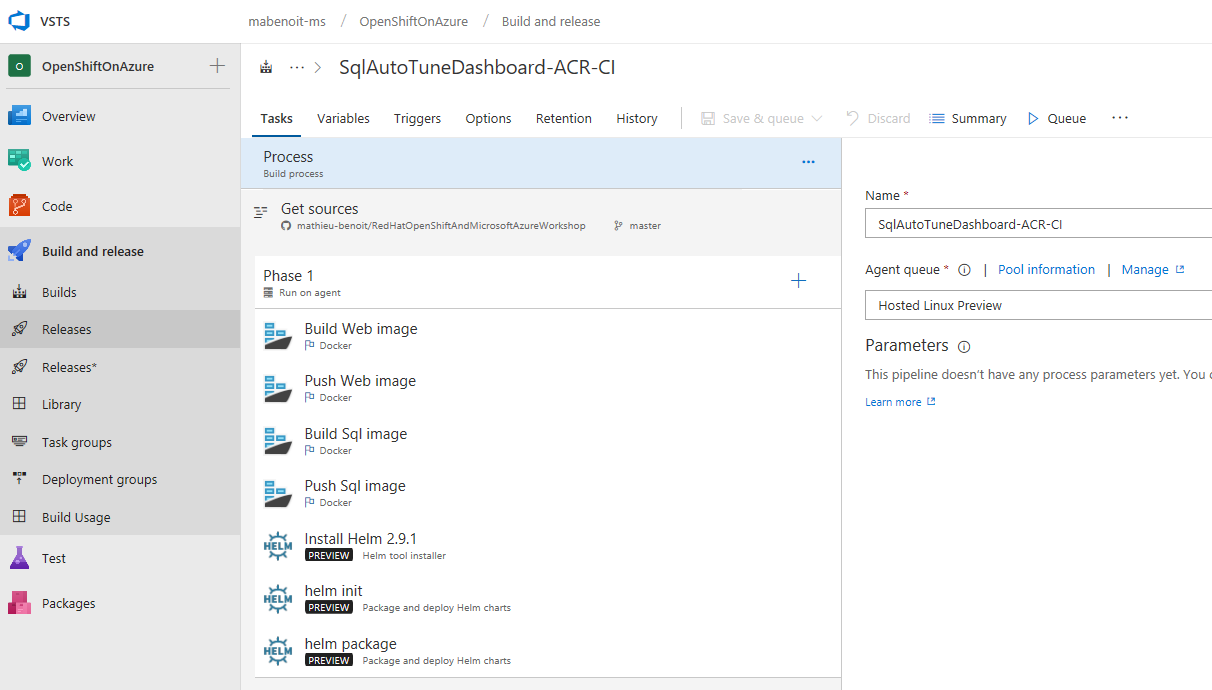 VSTS
mabenoit-ms / OpenShiftOnAzure / Build and release
O OpenShiftOnAzure
Overview
Work
Code
Build and release
Builds
Releases
Releases*
Library
Task groups
Deployment groups
Build Usage
Test
Packages
... > SqlAutoTuneDashboard-ACR-CI
Tasks Variables Triggers Options Retention History Save & queue Discard Summary Queue ...
Process
Build process
...
Get sources
mathieu-benoit/RedHatOpenShiftAndMicrosoftAzureWorkshop master
Phase 1
Run on agent
Build Web image
Docker
Push Web image
Docker
Build Sql image
Docker
Push Sql image
Docker
HELM Install Helm 2.9.1
PREVIEW Helm tool installer
HELM helm init
PREVIEW Package and deploy Helm charts
HELM helm package
PREVIEW Package and deploy Helm charts
Name *
SqlAutoTuneDashboard-ACR-CI
Agent queue * | Pool information | Manage
Hosted Linux Preview
Parameters
This pipeline doesn't have any process parameters yet. You
Learn more